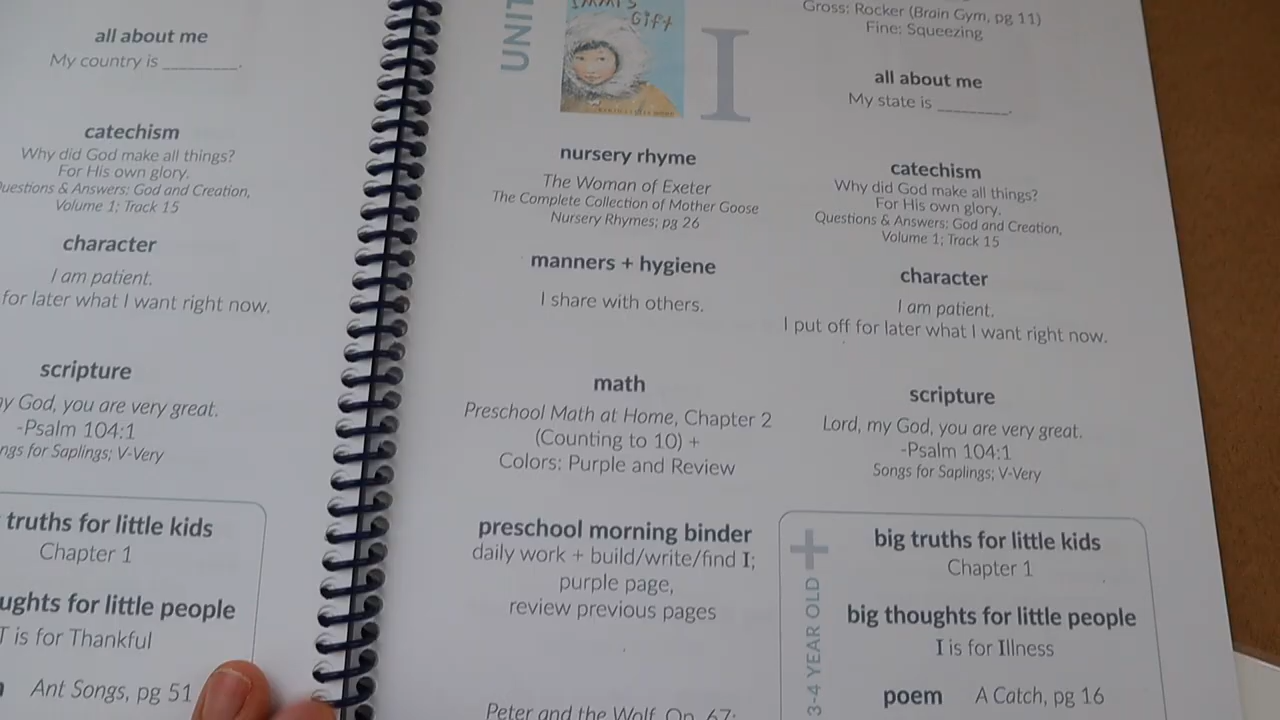 all about me
My country is ________.
catechism
Why did God make all things?
For His own glory.
Questions & Answers: God and Creation,
Volume 1; Track 15
character
I am patient.
for later what I want right now.
scripture
my God, you are very great.
-Psalm 104:1
Songs for Saplings; V-Very
truths for little kids
Chapter 1
thoughts for little people
T is for Thankful
Ant Songs, pg 51
UNIT
Gift
I
nursery rhyme
The Woman of Exeter
The Complete Collection of Mother Goose
Nursery Rhymes; pg 26
manners + hygiene
I share with others.
math
Preschool Math at Home, Chapter 2
(Counting to 10) +
Colors: Purple and Review
preschool morning binder
daily work + build/write/find I;
purple page,
review previous pages
Peter and the Wolf, Op. 67:
Gross: Rocker (Brain Gym, pg 11)
Fine: Squeezing
all about me
My state is ________.
catechism
Why did God make all things?
For His own glory.
Questions & Answers: God and Creation,
Volume 1; Track 15
character
I am patient.
I put off for later what I want right now.
scripture
Lord, my God, you are very great.
-Psalm 104:1
Songs for Saplings; V-Very
+
3-4 YEAR OLD
big truths for little kids
Chapter 1
big thoughts for little people
I is for Illness
poem A Catch, pg 16